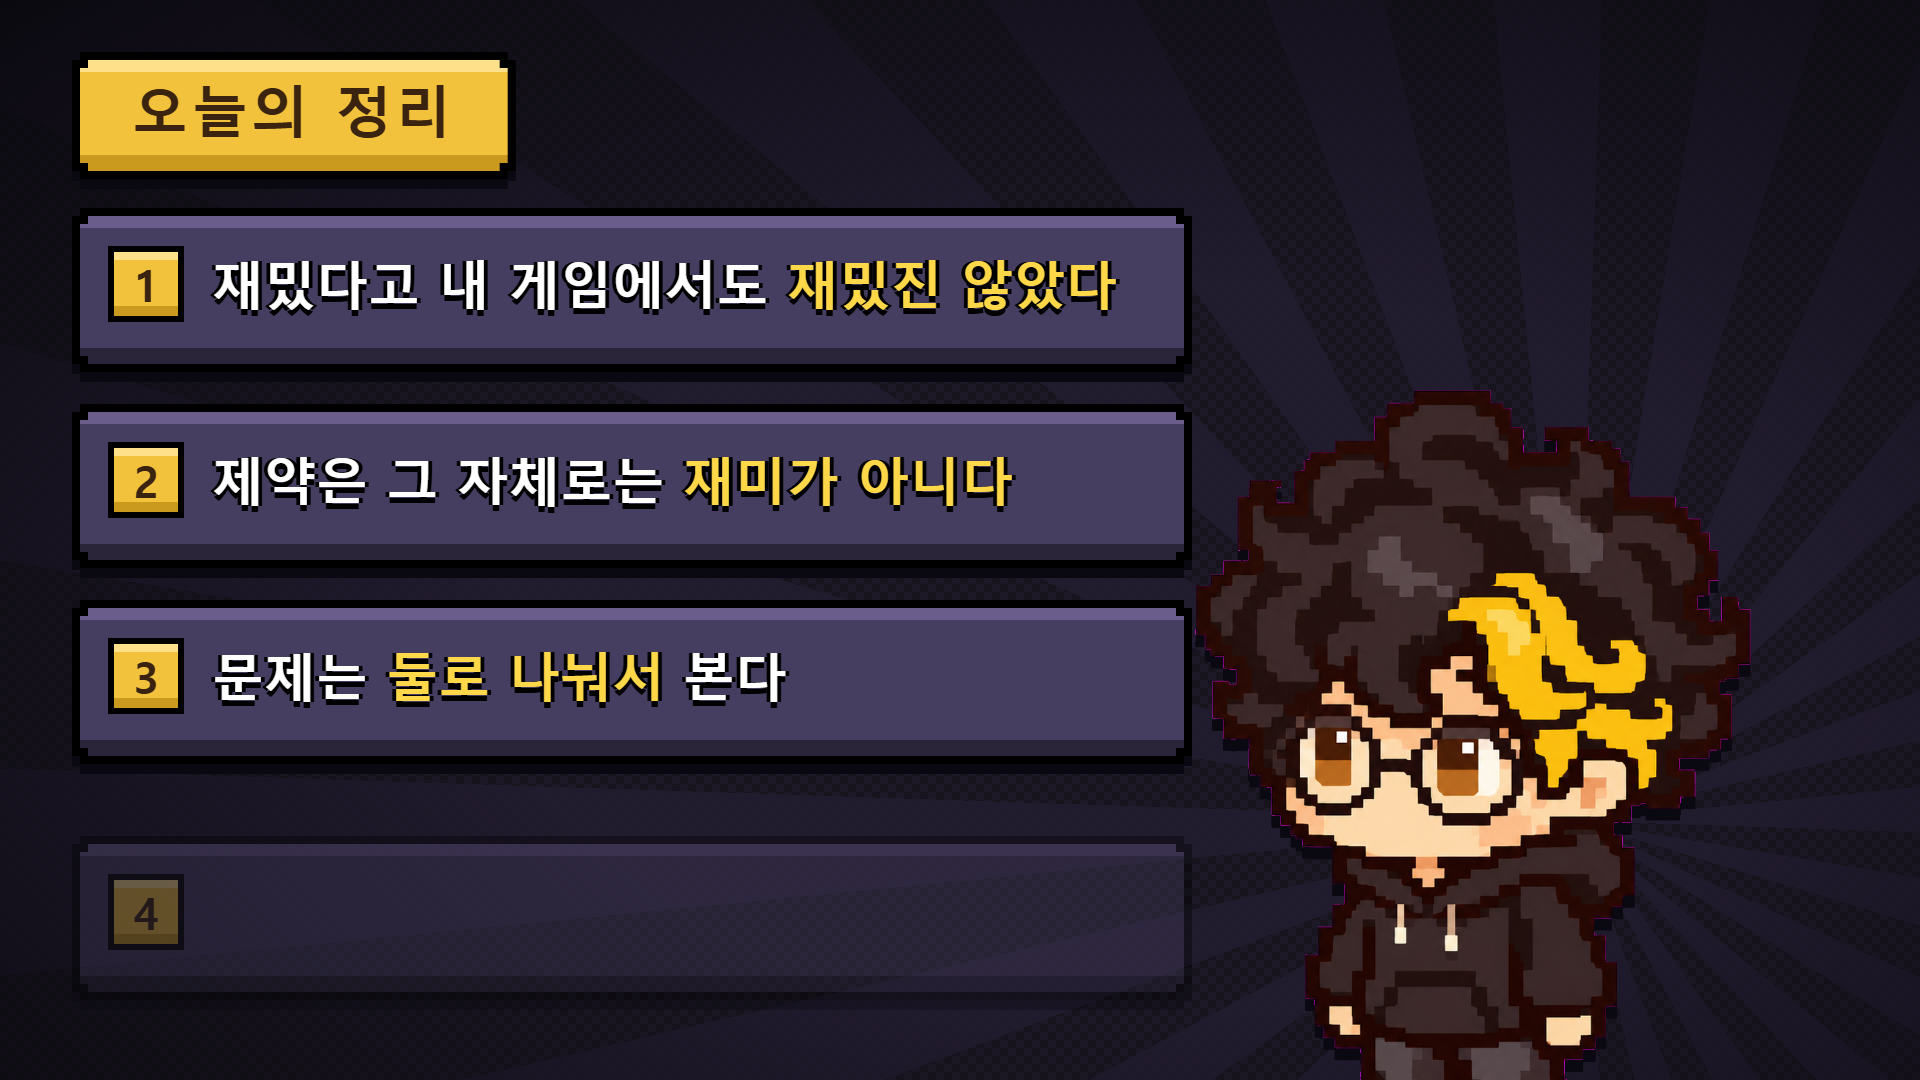 오늘의 정리
1 재밌다고 내 게임에서도 재밌진 않았다
2 제약은 그 자체로는 재미가 아니다
3 문제는 둘로 나눠서 본다
4